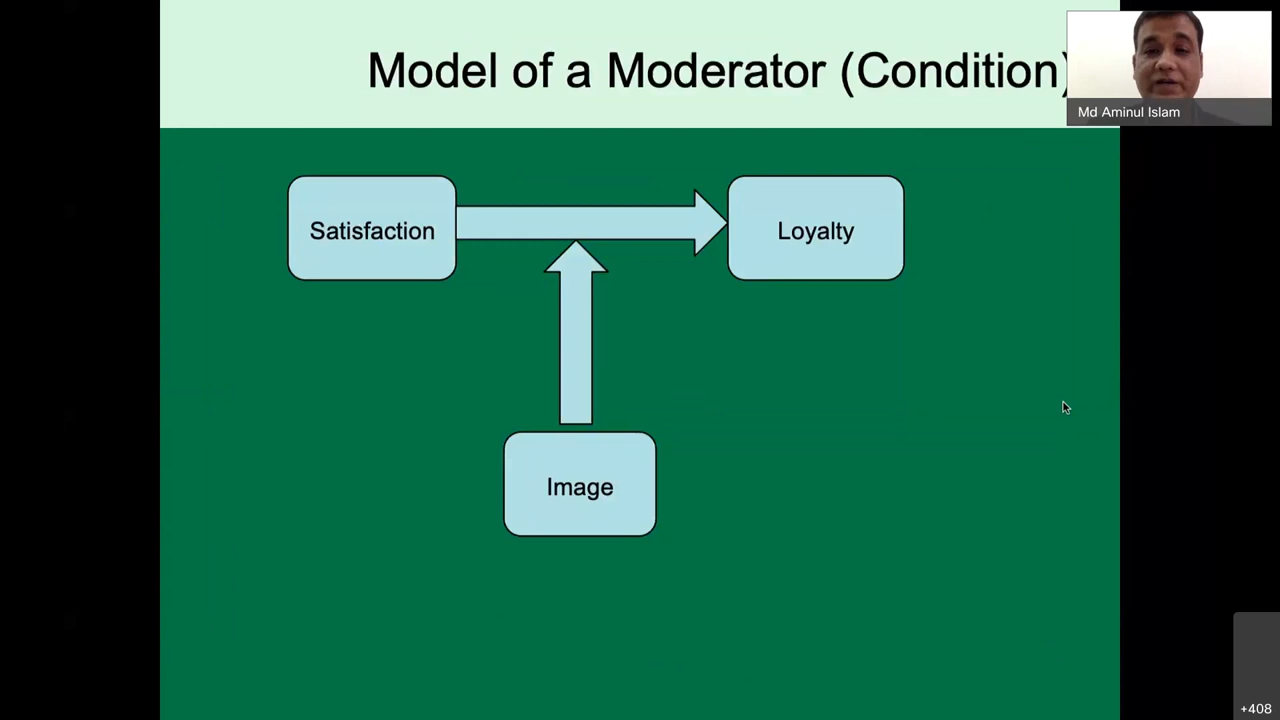 Model of a Moderator (Condition)
Md Aminul Islam
Satisfaction
Loyalty
Image
+408